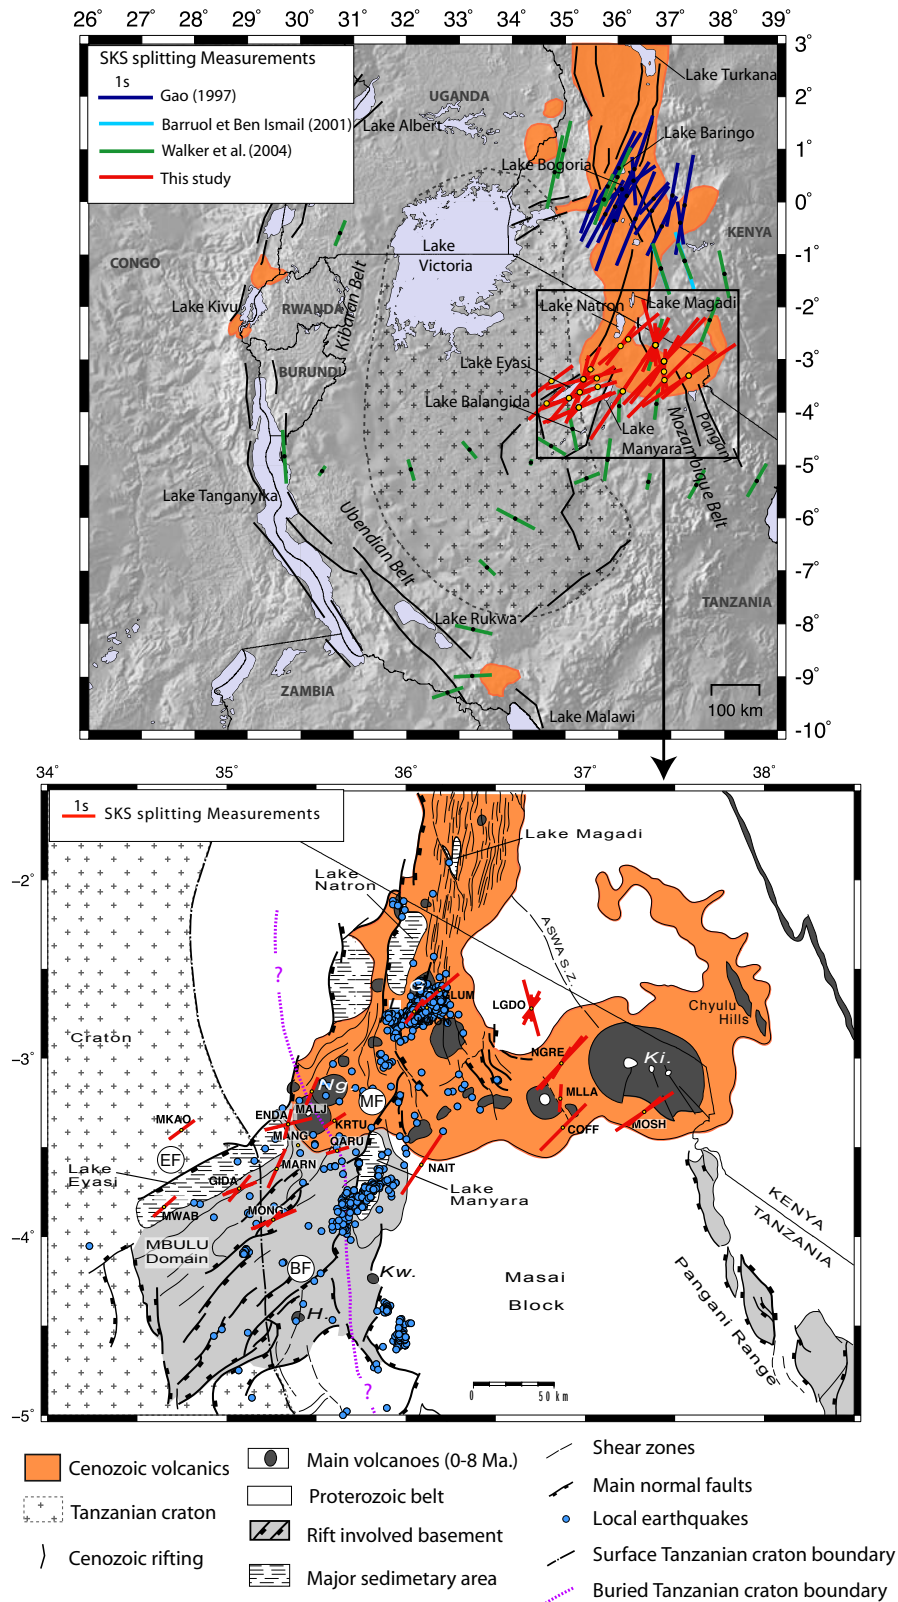 26° 27° 28° 29° 30° 31° 32° 33° 34° 35° 36° 37° 38° 39°
SKS splitting Measurements
1s
Gao (1997)
Barruol et Ben Ismail (2001)
Walker et al. (2004)
This study
3°
2°
1°
0°
-1°
-2°
-3°
-4°
-5°
-6°
-7°
-8°
-9°
-10°
UGANDA
Lake Turkana
Lake Albert
Lake Baringo
Lake Bogoria
KENYA
CONGO
Lake
Victoria
Lake Kivu
RWANDA
Kibaran Belt
Lake Natron
Lake Magadi
BURUNDI
Lake Eyasi
Lake Balangida
Lake
Manyara
Pangani
Mozambique Belt
Lake Tanganyika
Ubendian Belt
Lake Rukwa
TANZANIA
ZAMBIA
Lake Malawi
100 km
34° 35° 36° 37° 38°
1s
SKS splitting Measurements
−2°
−3°
−4°
−5°
Lake Magadi
Lake
Natron
ASWA S.Z.
G
L
LGDO
Chyulu
Hills
Craton
NGRE
Ki.
Ng
MF
MALJ
ENDA
MKAO
MANG
KRTU
QARU
MLLA
COFF
MOSH
EF
Lake
Eyasi
MARN
GIDA
NAIT
MWAB
MONG
Lake
Manyara
MBULU
Domain
BF
Kw.
H.
Masai
Block
KENYA
TANZANIA
Pangani Range
?
?
0 50 km
Cenozoic volcanics
Tanzanian craton
Cenozoic rifting
Main volcanoes (0-8 Ma.)
Proterozoic belt
Rift involved basement
Major sedimetary area
Shear zones
Main normal faults
Local earthquakes
Surface Tanzanian craton boundary
Buried Tanzanian craton boundary